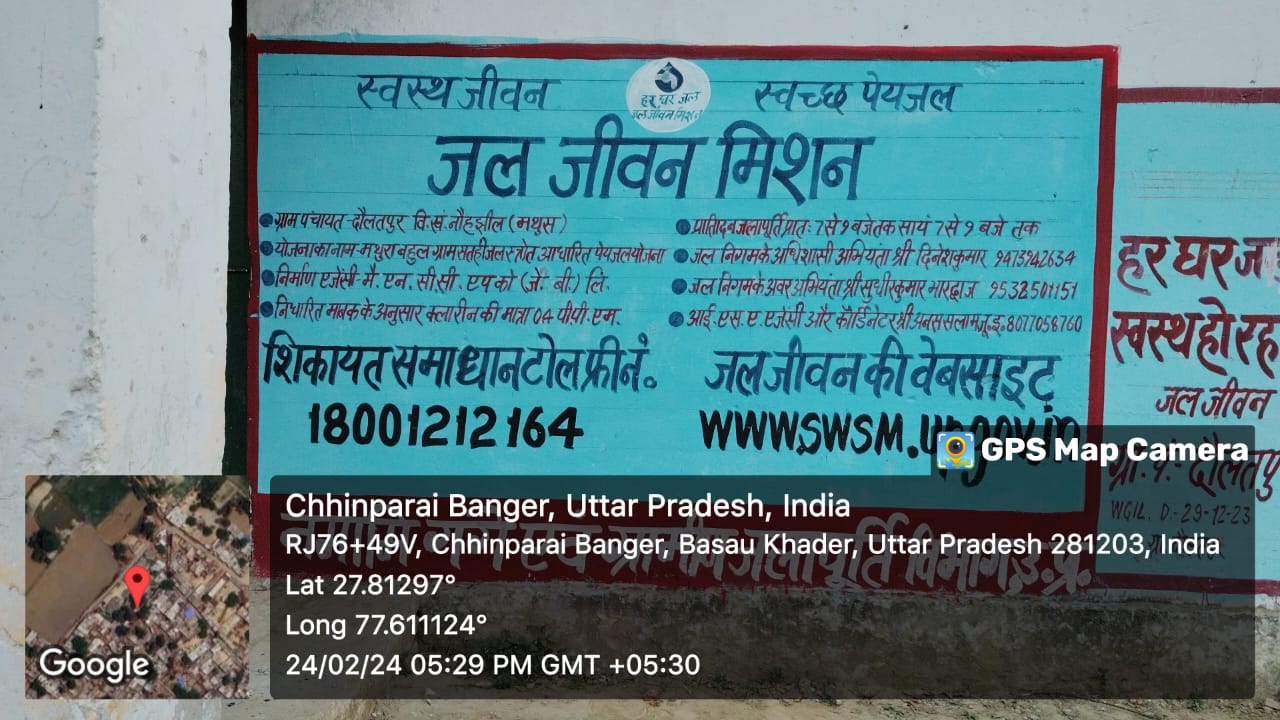 स्वस्थ जीवन
हर घर जल
जल जीवन मिशन
स्वच्छ पेयजल
जल जीवन मिशन
ग्राम पंचायत-दौलतपुर वि.खं. नौहझील (मथुरा)
योजना का नाम-मथुरा बहुल ग्राम सतही जल स्त्रोत आधारित पेयजल योजना
निर्माण एजेंसी-मै. एन. सी. सी. एपको (जे. बी.) लि.
निर्धारित मानक के अनुसार क्लारीन की मात्रा 04 पी.पी.एम.
प्रतिदिन जलापूर्ति प्रातः 7 से 9 बजे तक सायं 7 से 9 बजे तक
जल निगम के अधिशासी अभियंता श्री दिनेश कुमार
जल निगम के अवर अभियंता श्री सुधीर कुमार भारद्वाज 9532501151
आई. एस. ए. एजेंसी और कॉर्डिनेटर श्री 8077058760
शिकायत समाधान टोल फ्री नं.
18001212164
जल जीवन की वेबसाइट
www.swsm.up.gov.in
नमामि गंगे एवं ग्रामीण जलापूर्ति विभाग, उ.प्र.
हर घर ज
स्वस्थ हो रह
जल जीवन
ग्रा. पं.- दौलतपु
WGIL. D.-29-12-23
GPS Map Camera
Chhinparai Banger, Uttar Pradesh, India
RJ76+49V, Chhinparai Banger, Basau Khader, Uttar Pradesh 281203, India
Lat 27.81297°
Long 77.611124°
24/02/24 05:29 PM GMT +05:30
Google